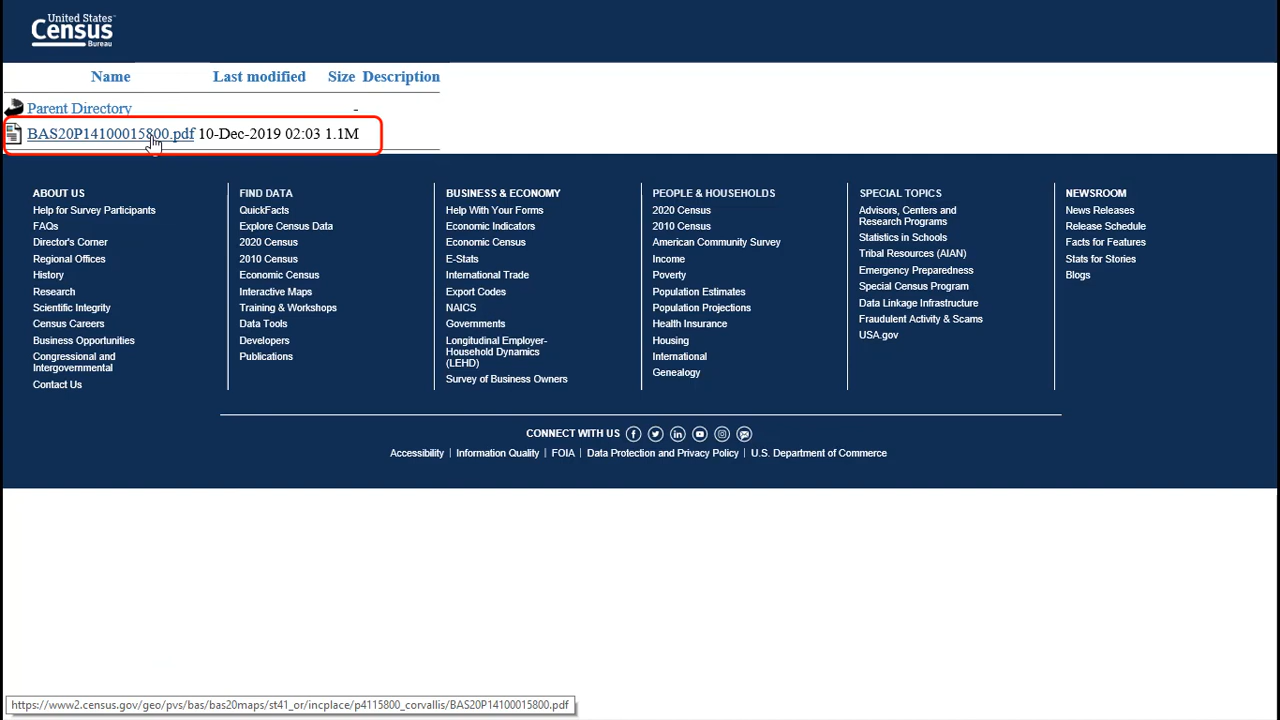 United States
Census
Bureau
Name Last modified Size Description
Parent Directory -
BAS20P14100015800.pdf 10-Dec-2019 02:03 1.1M
ABOUT US
Help for Survey Participants
FAQs
Director's Corner
Regional Offices
History
Research
Scientific Integrity
Census Careers
Business Opportunities
Congressional and
Intergovernmental
Contact Us
FIND DATA
QuickFacts
Explore Census Data
2020 Census
2010 Census
Economic Census
Interactive Maps
Training & Workshops
Data Tools
Developers
Publications
BUSINESS & ECONOMY
Help With Your Forms
Economic Indicators
Economic Census
E-Stats
International Trade
Export Codes
NAICS
Governments
Longitudinal Employer-
Household Dynamics
(LEHD)
Survey of Business Owners
PEOPLE & HOUSEHOLDS
2020 Census
2010 Census
American Community Survey
Income
Poverty
Population Estimates
Population Projections
Health Insurance
Housing
International
Genealogy
SPECIAL TOPICS
Advisors, Centers and
Research Programs
Statistics in Schools
Tribal Resources (AIAN)
Emergency Preparedness
Special Census Program
Data Linkage Infrastructure
Fraudulent Activity & Scams
USA.gov
NEWSROOM
News Releases
Release Schedule
Facts for Features
Stats for Stories
Blogs
CONNECT WITH US
Accessibility | Information Quality | FOIA | Data Protection and Privacy Policy | U.S. Department of Commerce
https://www2.census.gov/geo/pvs/bas/bas20maps/st41_or/incplace/p4115800_corvallis/BAS20P14100015800.pdf